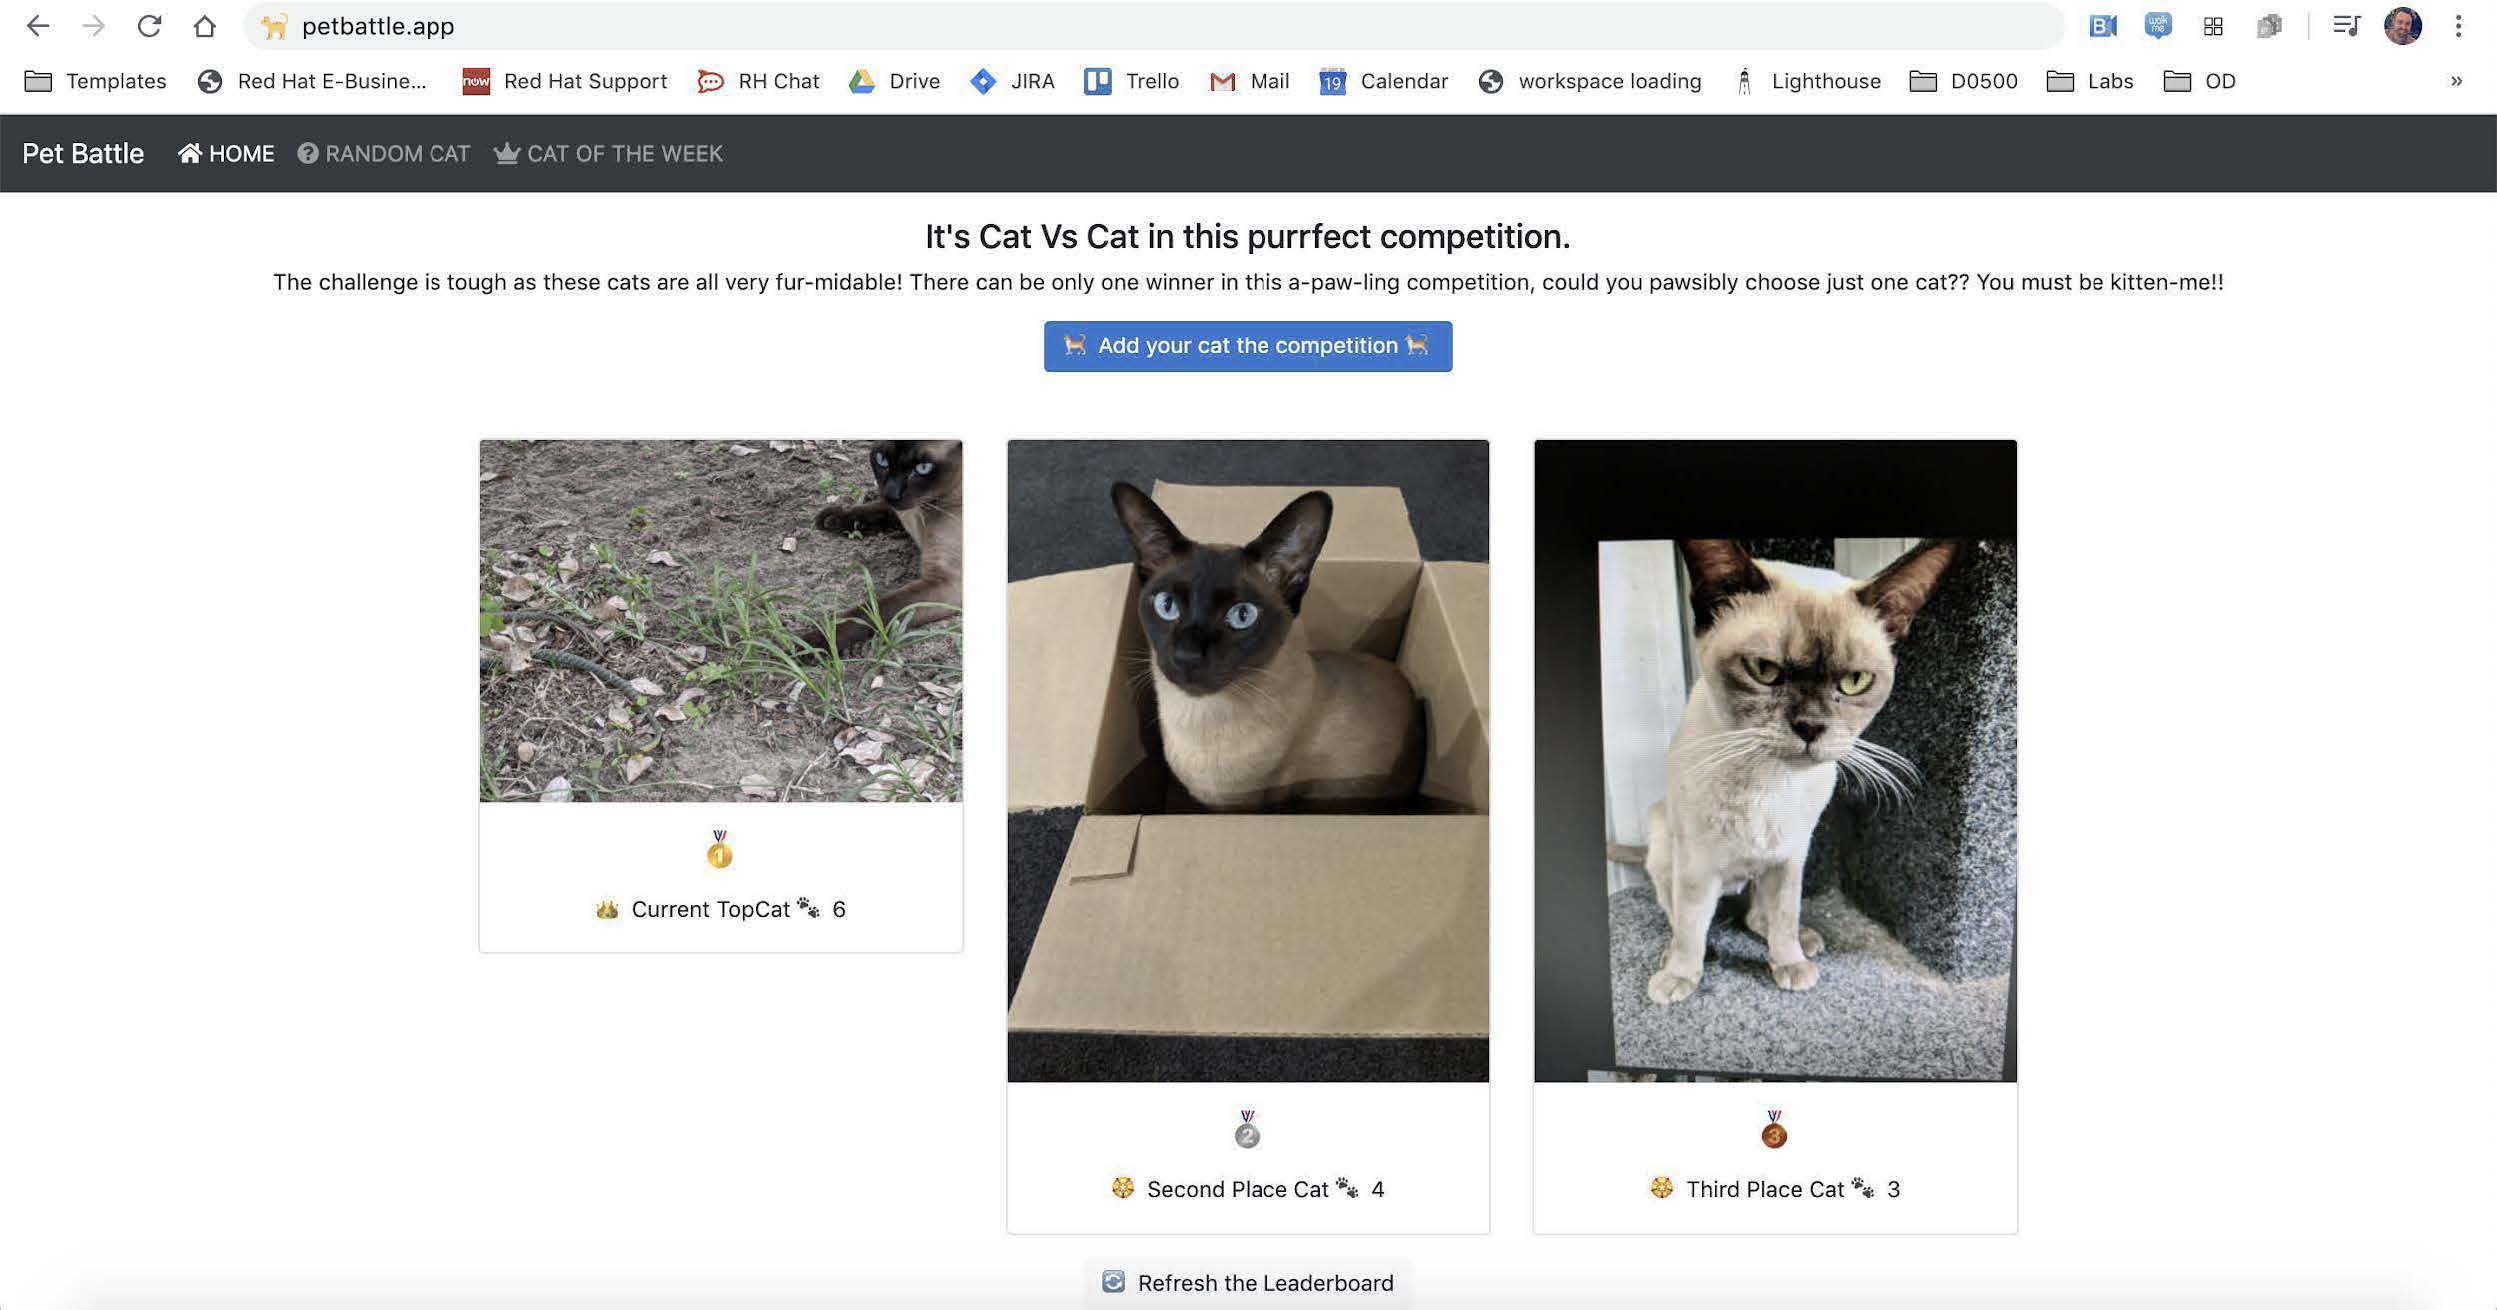 petbattle.app
Templates Red Hat E-Busine... now Red Hat Support RH Chat Drive JIRA Trello Mail 19 Calendar workspace loading Lighthouse D0500 Labs OD »
Pet Battle HOME RANDOM CAT CAT OF THE WEEK
It's Cat Vs Cat in this purrfect competition.
The challenge is tough as these cats are all very fur-midable! There can be only one winner in this a-paw-ling competition, could you pawsibly choose just one cat?? You must be kitten-me!!
Add your cat the competition
1
Current TopCat 6
2
3
Second Place Cat 4
Third Place Cat 3
Refresh the Leaderboard